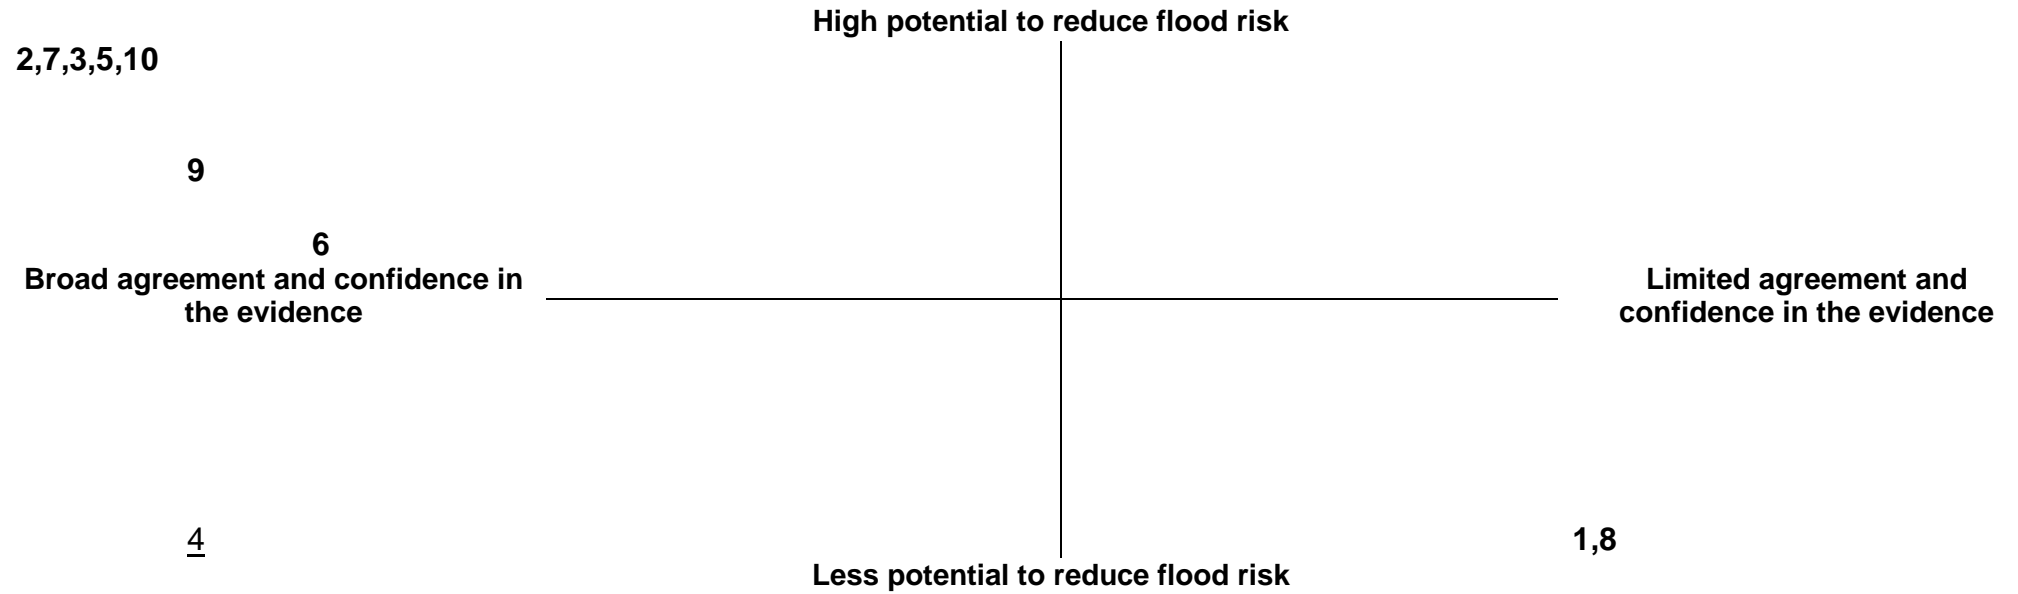 High potential to reduce flood risk
2,7,3,5,10
9
6
Broad agreement and confidence in
the evidence
Limited agreement and
confidence in the evidence
4
1,8
Less potential to reduce flood risk